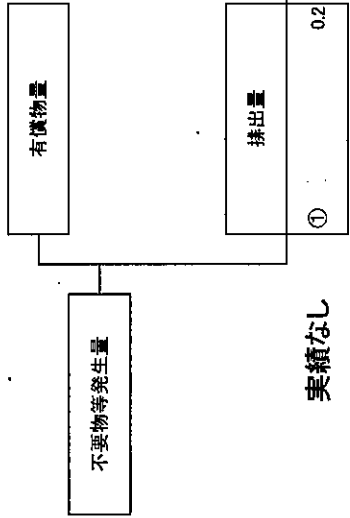 不要物等発生量
有償物量
排出量
① 0.2
実績なし